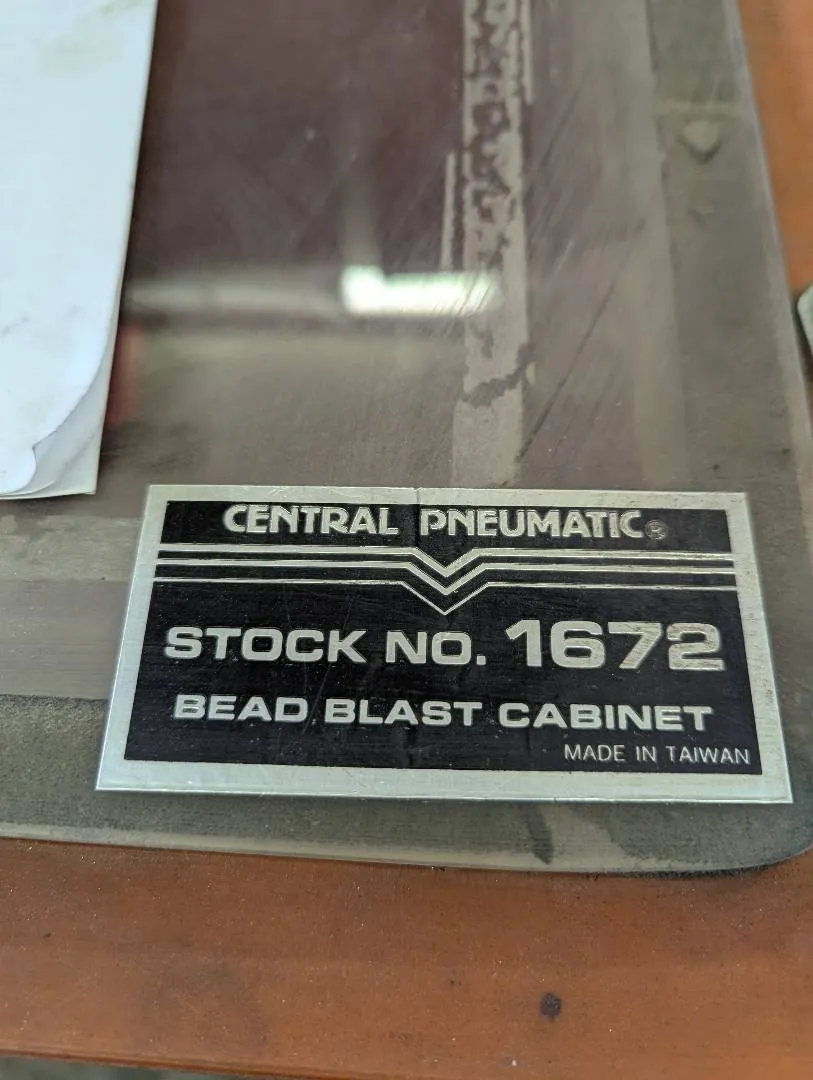 CENTRAL PNEUMATIC®
STOCK NO. 1672
BEAD BLAST CABINET
MADE IN TAIWAN